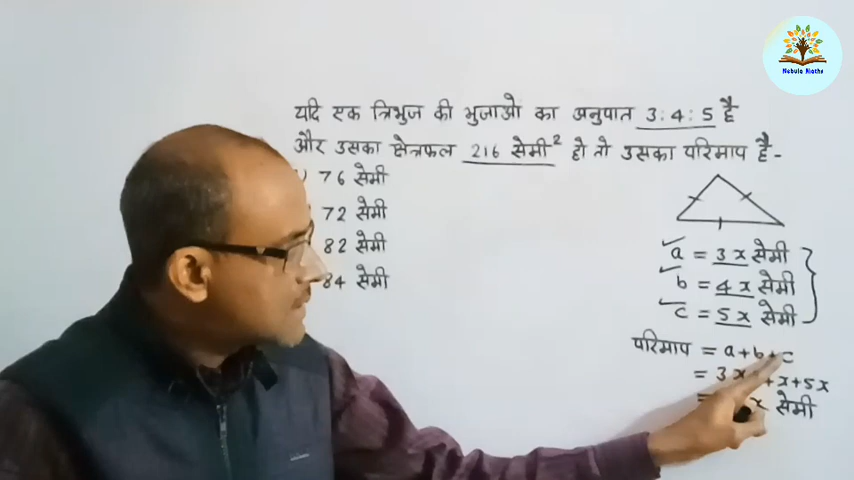 Nebula Maths
यदि एक त्रिभुज की भुजाओ का अनुपात 3:4:5 है
और उसका क्षेत्रफल 216 सेमी² हो तो उसका परिमाप है-
) 76 सेमी
72 सेमी
82 सेमी
84 सेमी
a = 3x सेमी
b = 4x सेमी
c = 5x सेमी
परिमाप = a+b+c
= 3x + x+5x
= x सेमी